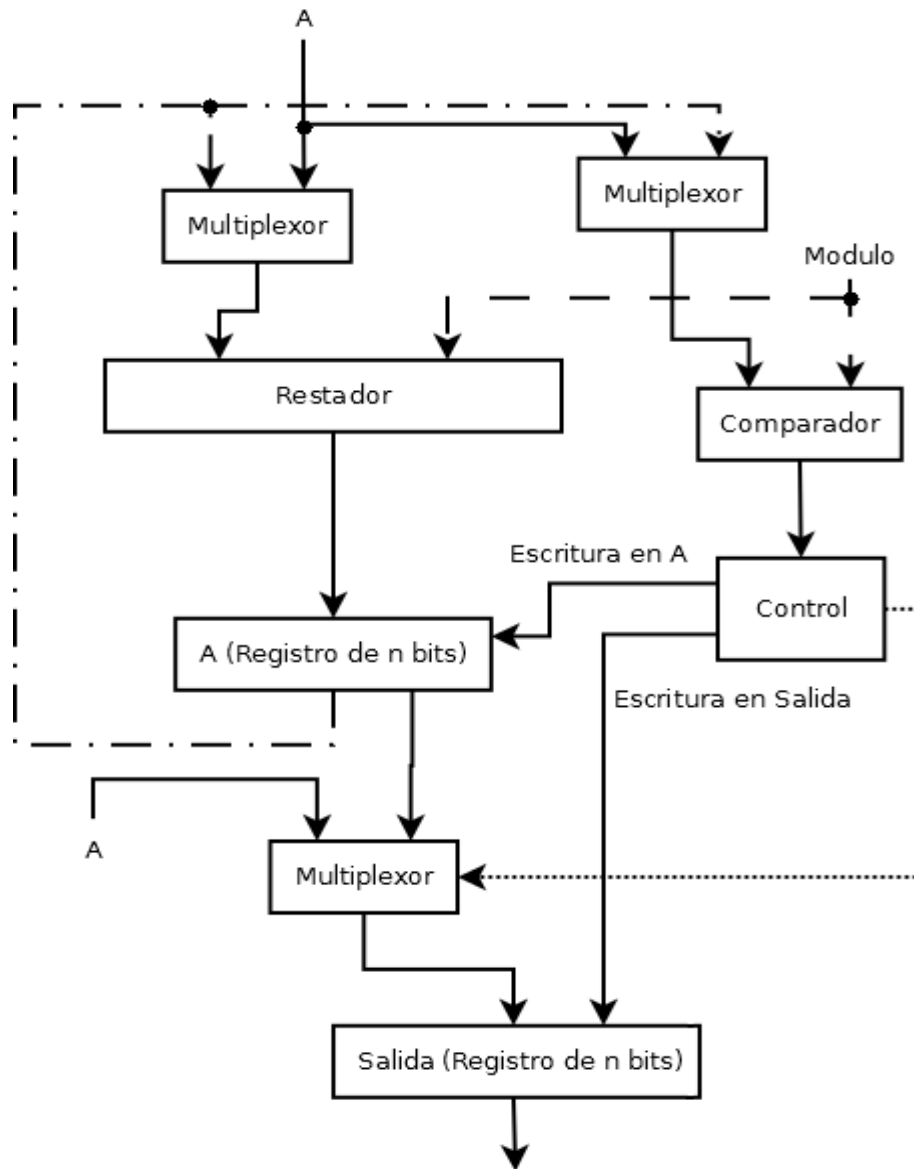 A
Multiplexor
Multiplexor
Modulo
Restador
Comparador
Escritura en A
Control
A (Registro de n bits)
Escritura en Salida
A
Multiplexor
Salida (Registro de n bits)